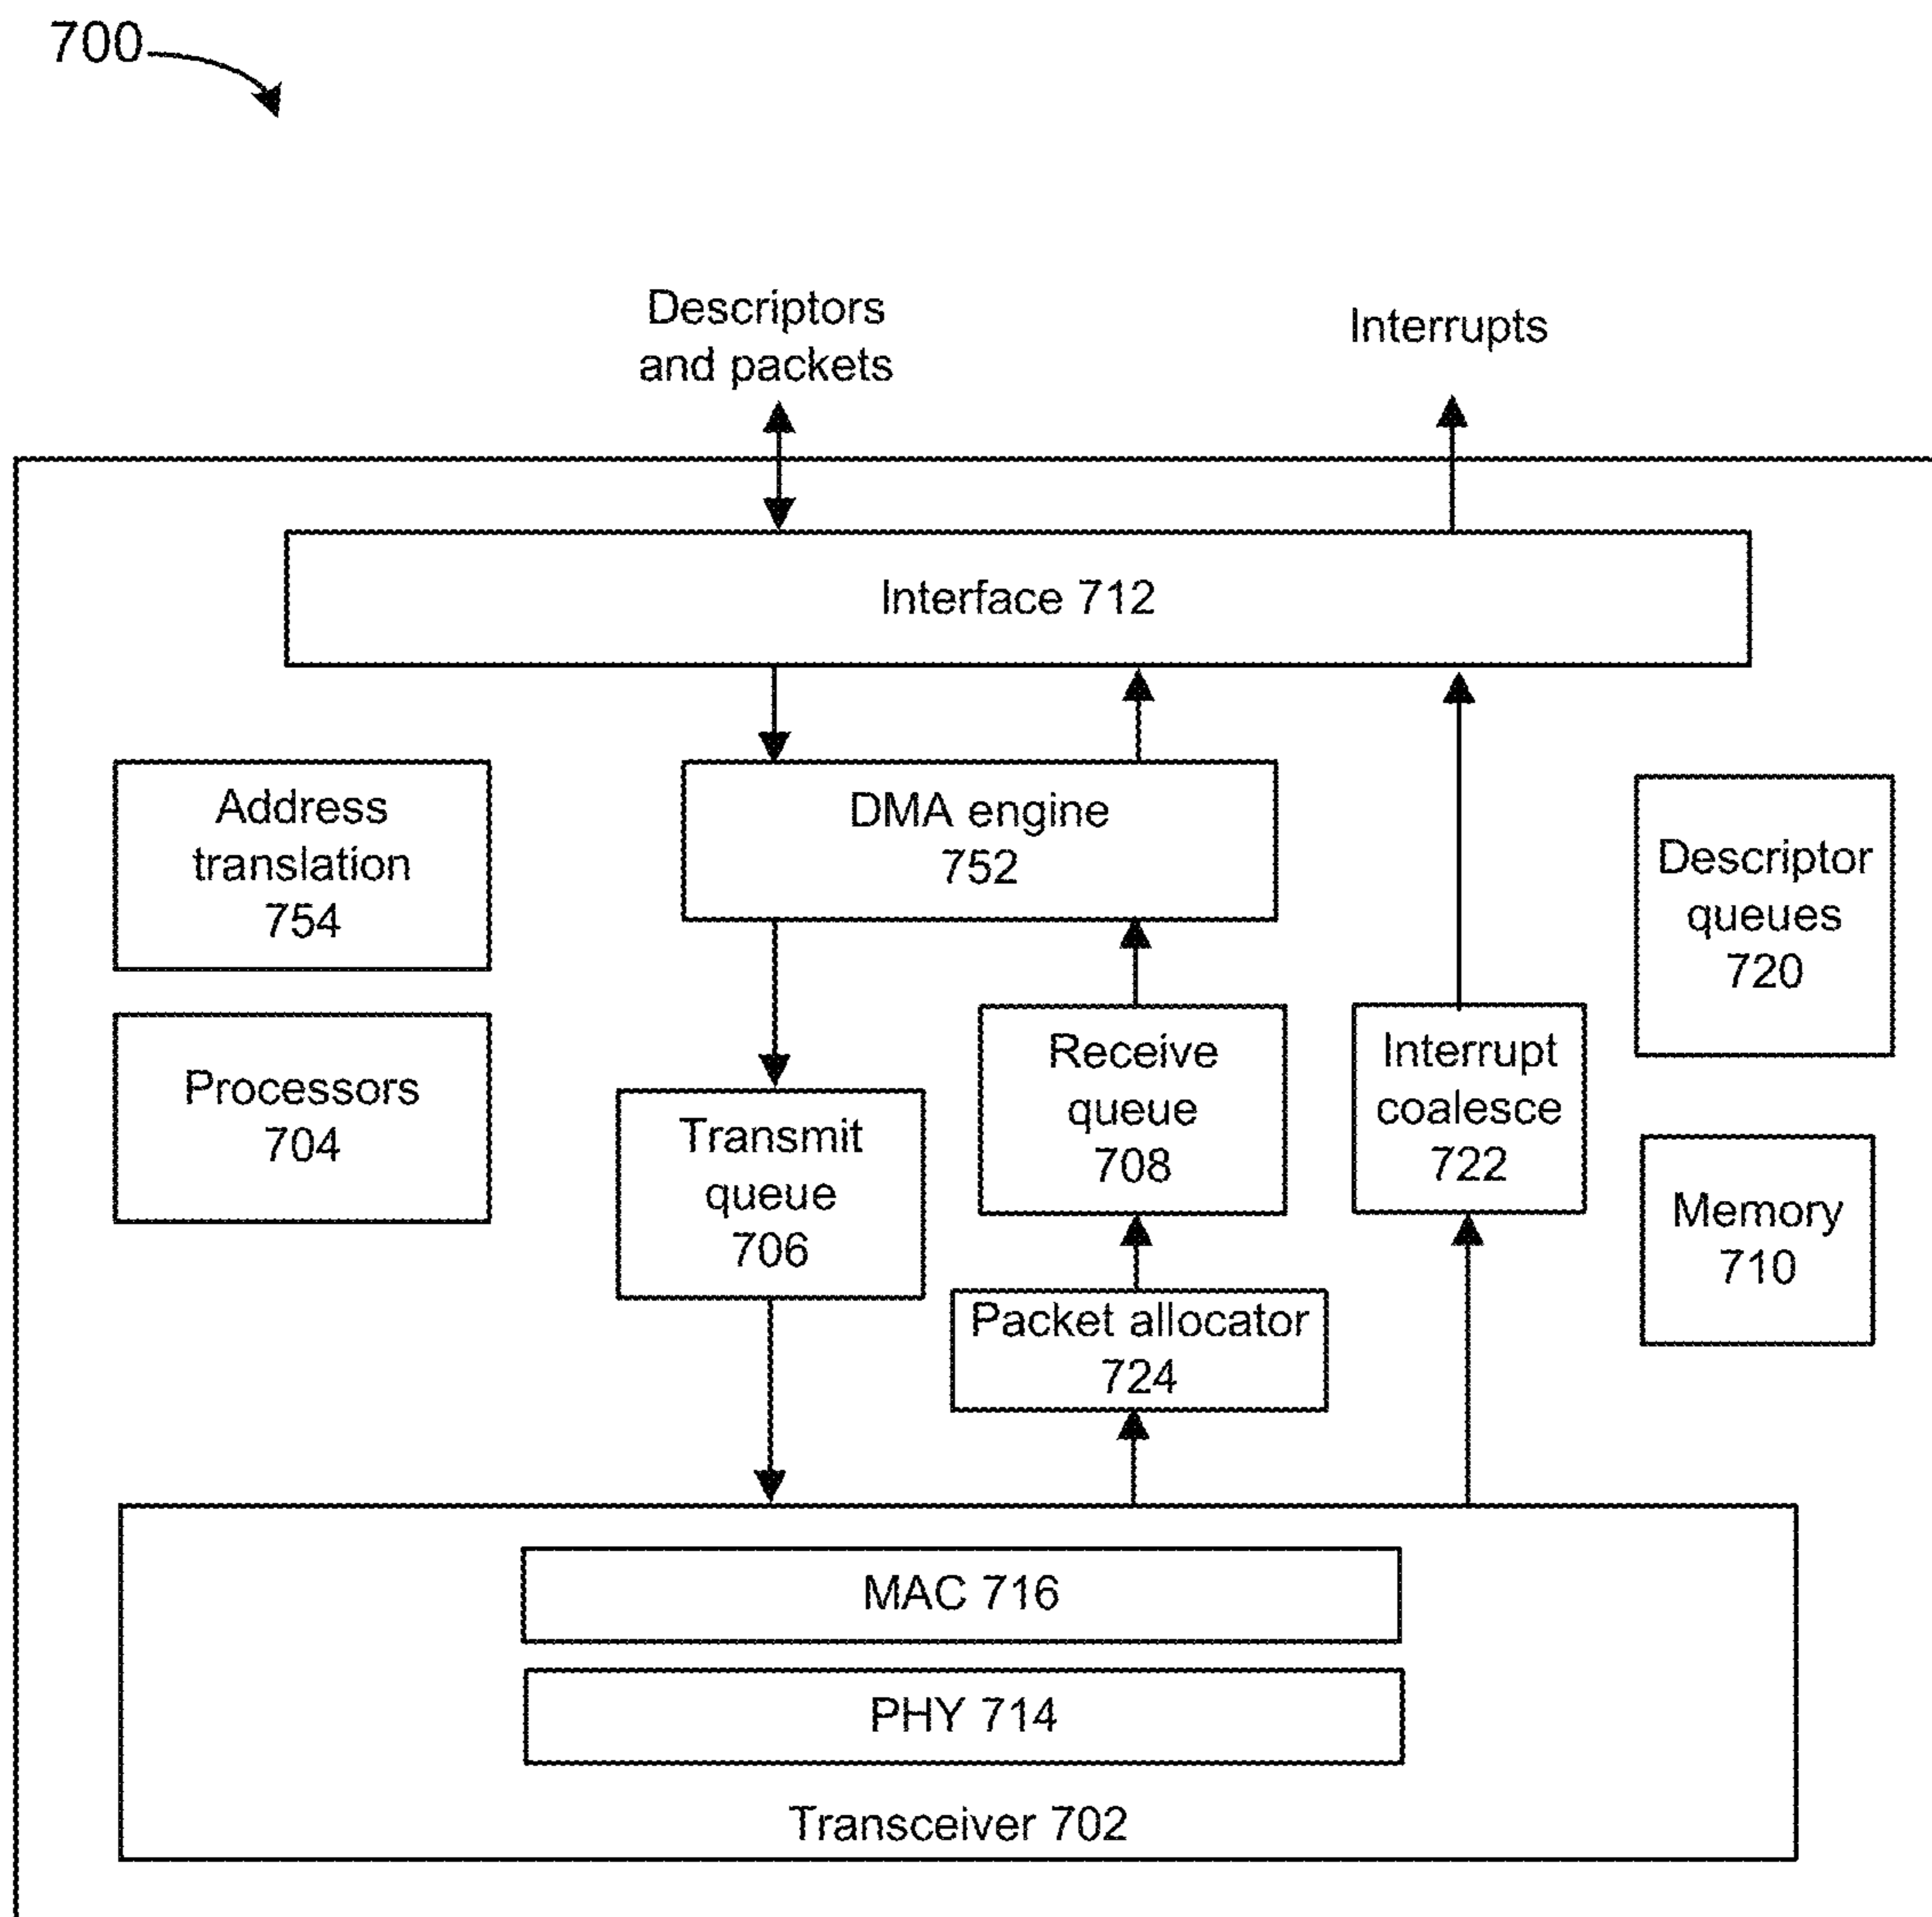 700
Descriptors
and packets
Interrupts
Interface 712
Address
translation
754
DMA engine
752
Descriptor
queues
720
Processors
704
Transmit
queue
706
Receive
queue
708
Interrupt
coalesce
722
Memory
710
Packet allocator
724
MAC 716
PHY 714
Transceiver 702